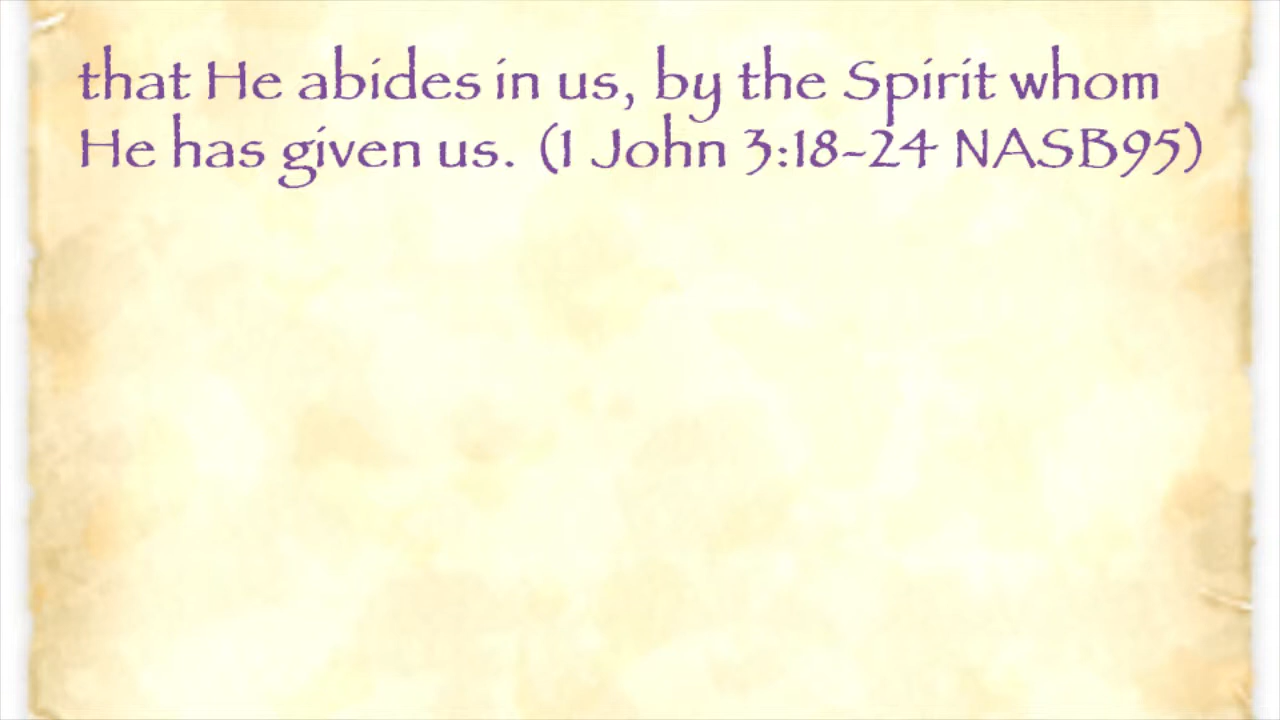 that He abides in us, by the Spirit whom
He has given us. (1 John 3:18-24 NASB95)